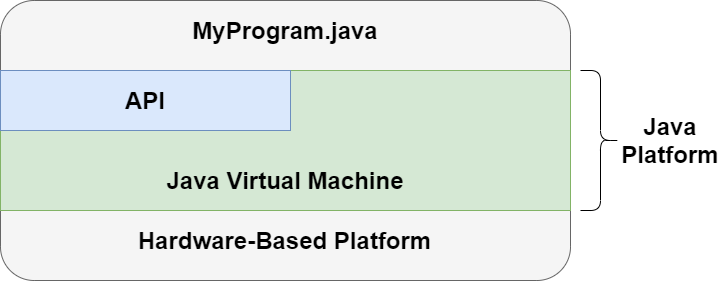 MyProgram.java
API
Java Virtual Machine
Hardware-Based Platform
Java
Platform